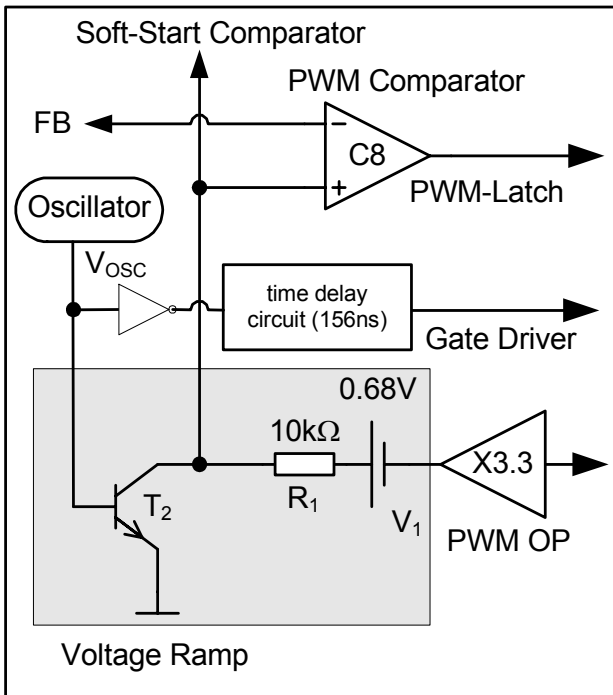 Soft-Start Comparator
PWM Comparator
FB
C8
PWM-Latch
Oscillator
VOSC
time delay
circuit (156ns)
Gate Driver
0.68V
10kΩ
X3.3
T2
R1
V1
PWM OP
Voltage Ramp